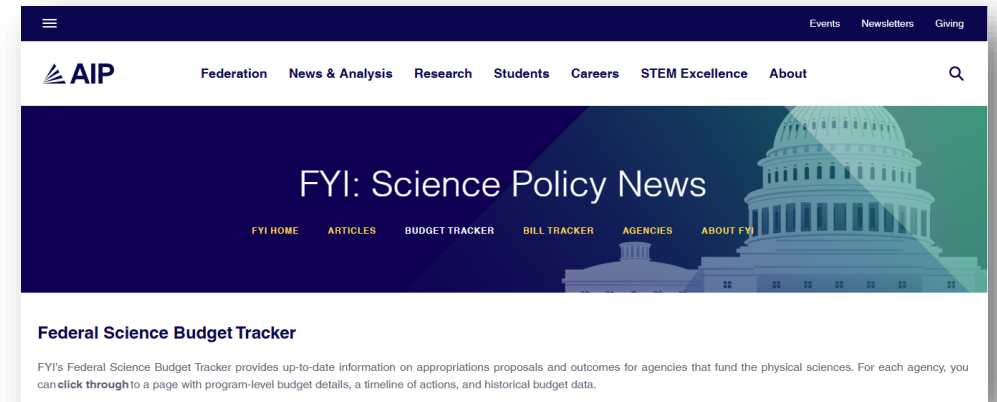 Events Newsletters Giving
AIP Federation News & Analysis Research Students Careers STEM Excellence About
FYI: Science Policy News
FYI HOME ARTICLES BUDGET TRACKER BILL TRACKER AGENCIES ABOUT FYI
Federal Science Budget Tracker
FYI's Federal Science Budget Tracker provides up-to-date information on appropriations proposals and outcomes for agencies that fund the physical sciences. For each agency, you
can click through to a page with program-level budget details, a timeline of actions, and historical budget data.